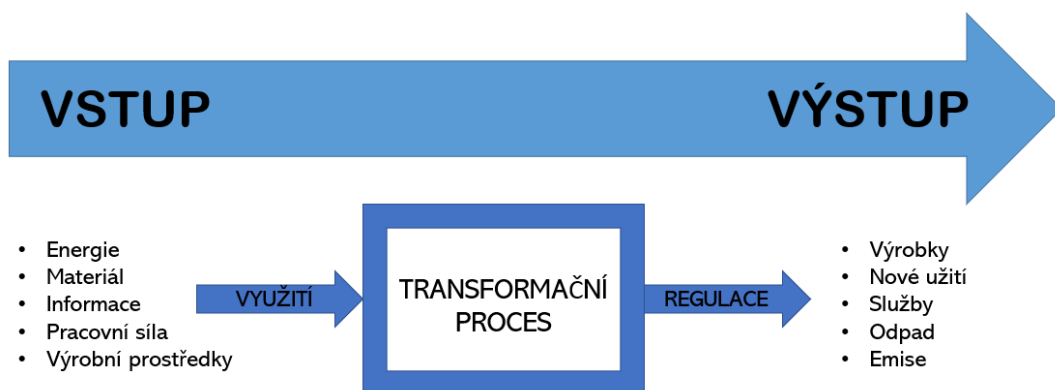 VSTUP VÝSTUP
• Energie
• Materiál
• Informace
• Pracovní síla
• Výrobní prostředky
VYUŽITÍ
TRANSFORMAČNÍ
PROCES
REGULACE
• Výrobky
• Nové užití
• Služby
• Odpad
• Emise